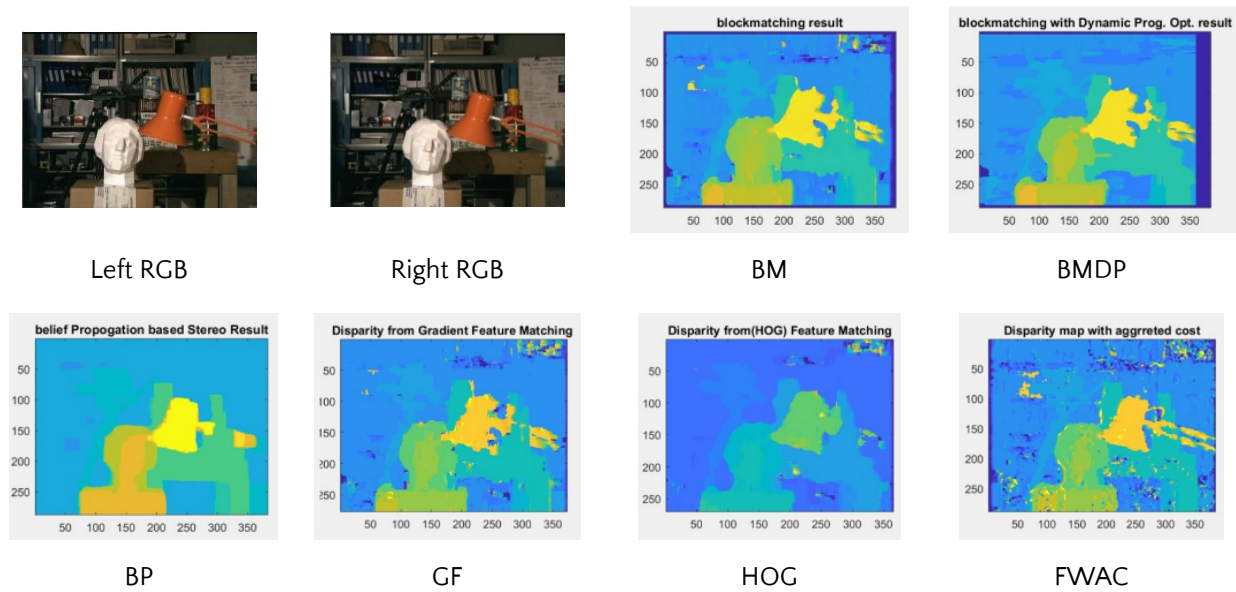 blockmatching result
blockmatching with Dynamic Prog. Opt. result
50
100
150
200
250
50 100 150 200 250 300 350
50
100
150
200
250
50 100 150 200 250 300 350
Left RGB
Right RGB
BM
BMDP
belief Propogation based Stereo Result
Disparity from Gradient Feature Matching
Disparity from(HOG) Feature Matching
Disparity map with aggrreted cost
50
100
150
200
250
50 100 150 200 250 300 350
50
100
150
200
250
50 100 150 200 250 300 350
50
100
150
200
250
50 100 150 200 250 300 350
50
100
150
200
250
50 100 150 200 250 300 350
BP
GF
HOG
FWAC